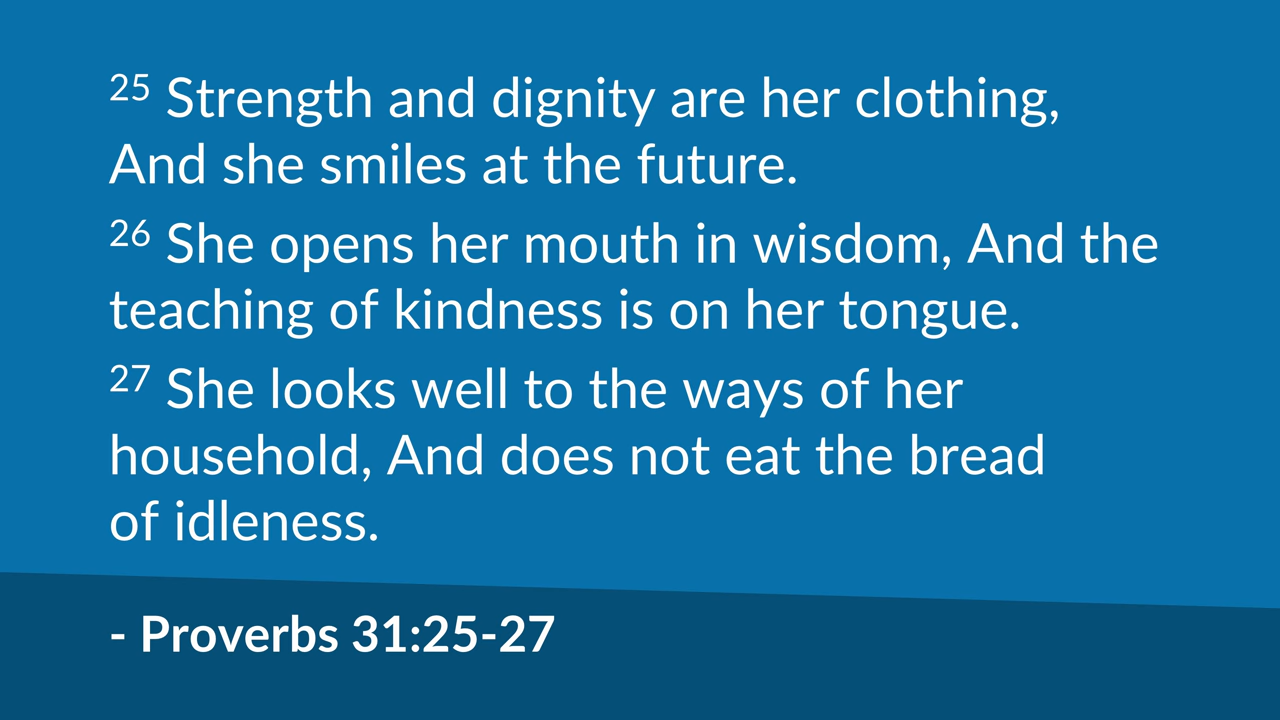 25 Strength and dignity are her clothing,
And she smiles at the future.
26 She opens her mouth in wisdom, And the
teaching of kindness is on her tongue.
27 She looks well to the ways of her
household, And does not eat the bread
of idleness.
- Proverbs 31:25-27